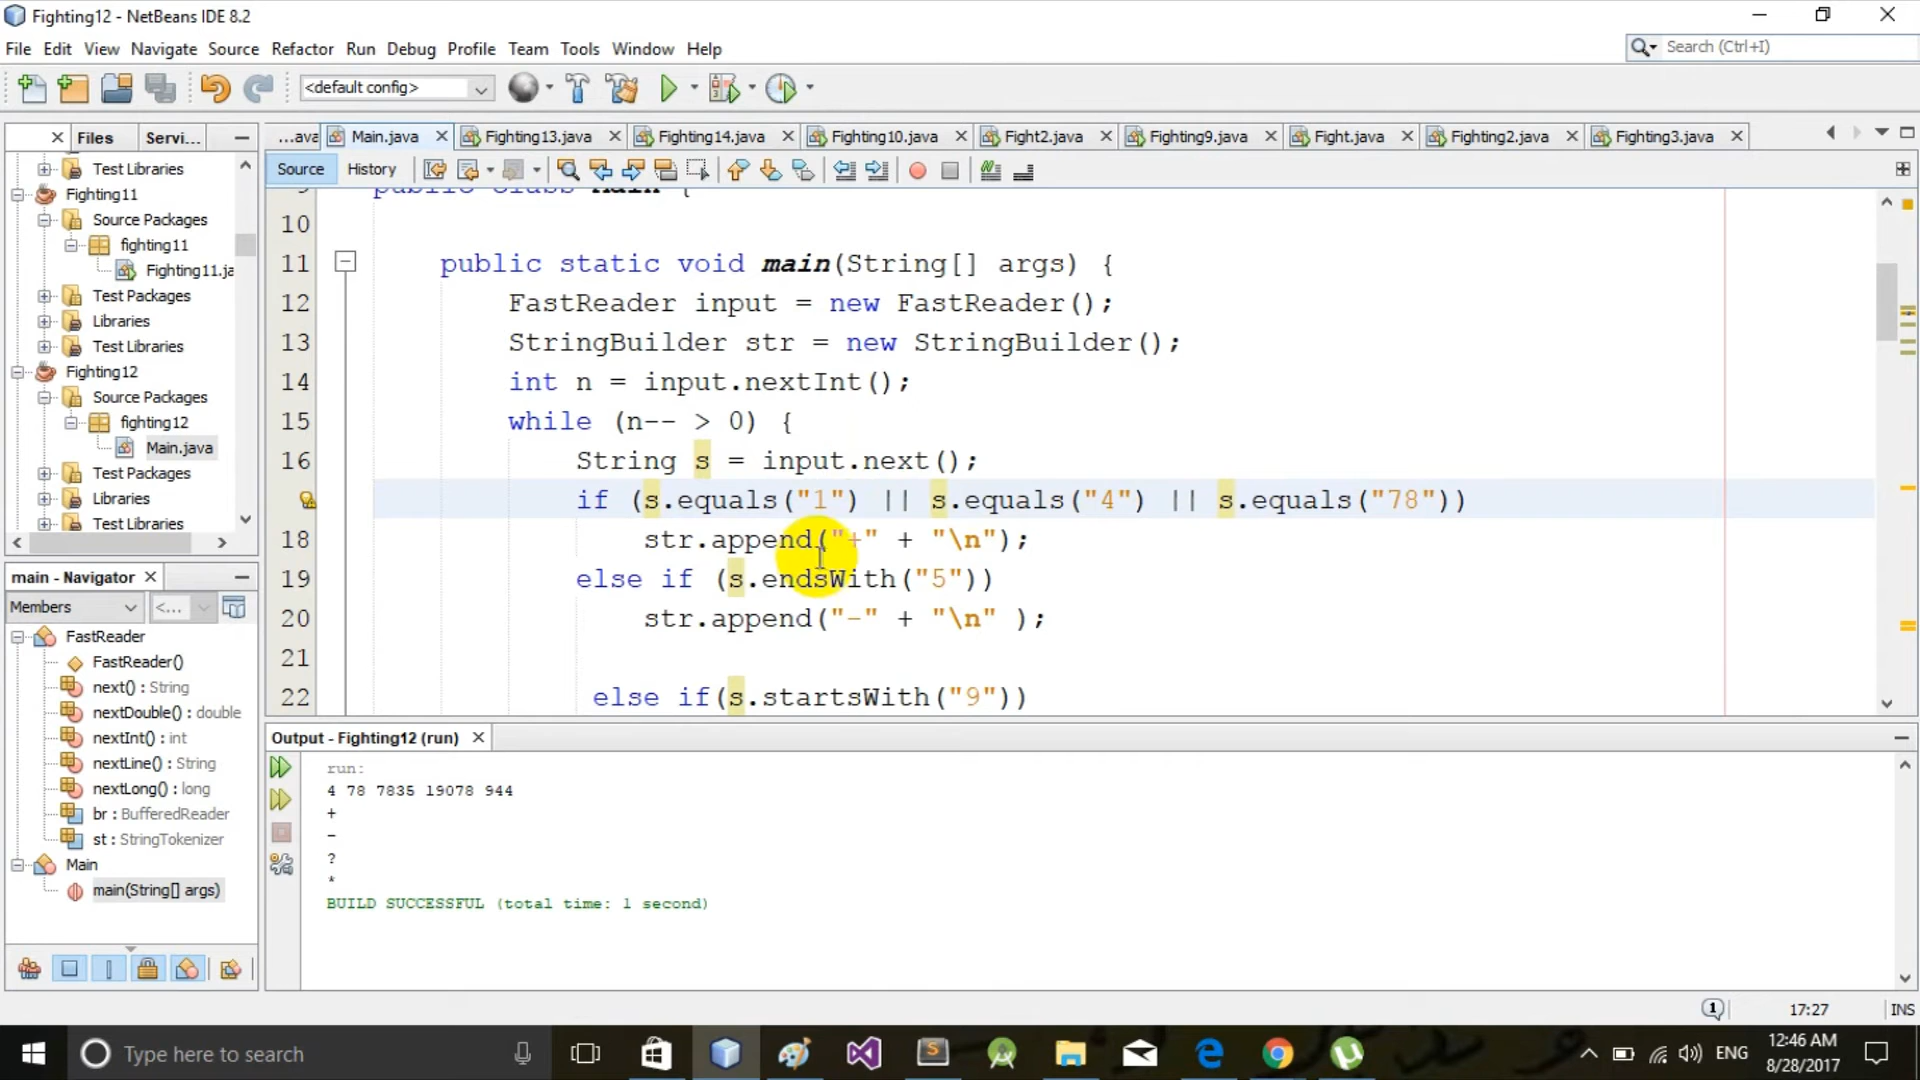 Fighting12 - NetBeans IDE 8.2
File Edit View Navigate Source Refactor Run Debug Profile Team Tools Window Help
Search (Ctrl+I)
<default config>
Files Servi...
...ava Main.java Fighting13.java Fighting14.java Fighting10.java Fight2.java Fighting9.java Fight.java Fighting2.java Fighting3.java
Source History
Test Libraries
Fighting11
Source Packages
fighting11
Fighting11.ja
Test Packages
Libraries
Test Libraries
Fighting12
Source Packages
fighting12
Main.java
Test Packages
Libraries
Test Libraries
public class Main {
10
11 public static void main(String[] args) {
12 FastReader input = new FastReader();
13 StringBuilder str = new StringBuilder();
14 int n = input.nextInt();
15 while (n-- > 0) {
16 String s = input.next();
if (s.equals("1") || s.equals("4") || s.equals("78"))
18 str.append("+" + "\n");
19 else if (s.endsWith("5"))
20 str.append("-" + "\n" );
21
22 else if(s.startsWith("9"))
main - Navigator
Members <...
FastReader
FastReader()
next() : String
nextDouble() : double
nextInt() : int
nextLine() : String
nextLong() : long
br : BufferedReader
st : StringTokenizer
Main
main(String[] args)
Output - Fighting12 (run)
run:
4 78 7835 19078 944
+
-
?
*
BUILD SUCCESSFUL (total time: 1 second)
1 17:27 INS
Type here to search
ENG
12:46 AM
8/28/2017